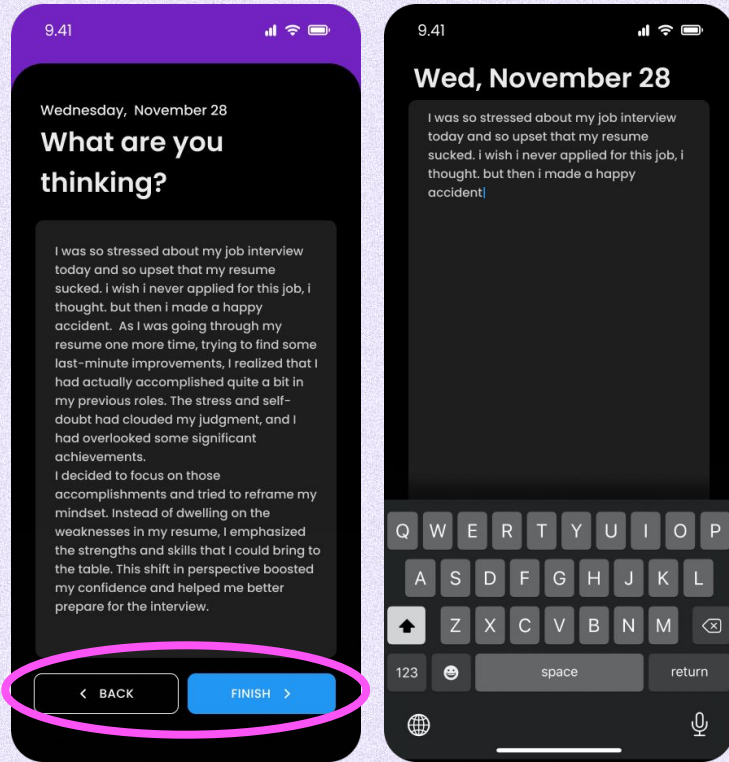 9.41
Wednesday, November 28
What are you
thinking?
I was so stressed about my job interview
today and so upset that my resume
sucked. i wish i never applied for this job, i
thought. but then i made a happy
accident. As I was going through my
resume one more time, trying to find some
last-minute improvements, I realized that I
had actually accomplished quite a bit in
my previous roles. The stress and self-
doubt had clouded my judgment, and I
had overlooked some significant
achievements.
I decided to focus on those
accomplishments and tried to reframe my
mindset. Instead of dwelling on the
weaknesses in my resume, I emphasized
the strengths and skills that I could bring to
the table. This shift in perspective boosted
my confidence and helped me better
prepare for the interview.
< BACK
FINISH >
9.41
Wed, November 28
I was so stressed about my job interview
today and so upset that my resume
sucked. i wish i never applied for this job, i
thought. but then i made a happy
accident
Q W E R T Y U I O P
A S D F G H J K L
Z X C V B N M
123 space return